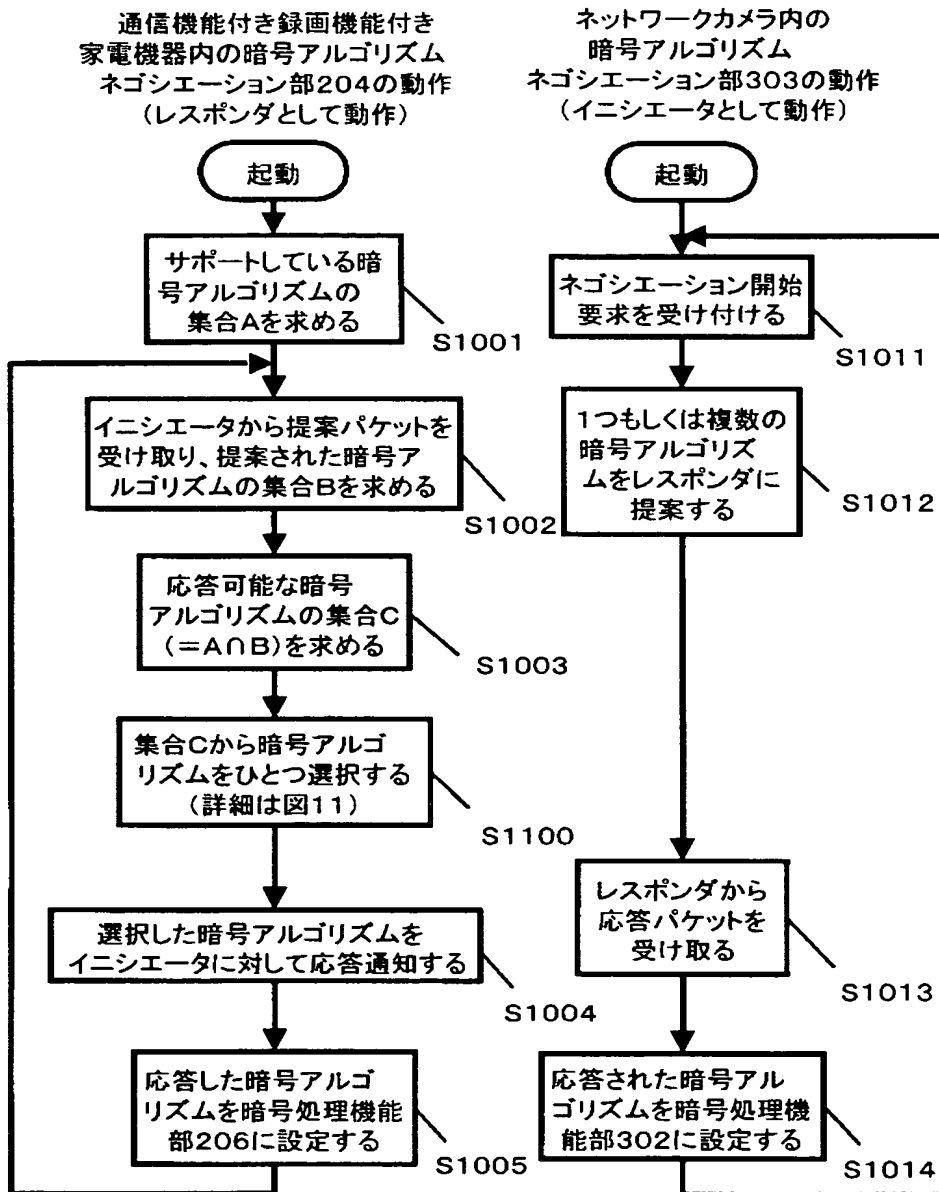 通信機能付き録画機能付き
家電機器内の暗号アルゴリズム
ネゴシエーション部204の動作
(レスポンダとして動作)
起動
サポートしている暗
号アルゴリズムの
集合Aを求める
S1001
イニシエータから提案パケットを
受け取り、提案された暗号ア
ルゴリズムの集合Bを求める
S1002
応答可能な暗号
アルゴリズムの集合C
(=A∩B)を求める
S1003
集合Cから暗号アルゴ
リズムをひとつ選択する
(詳細は図11)
S1100
選択した暗号アルゴリズムを
イニシエータに対して応答通知する
S1004
応答した暗号アルゴ
リズムを暗号処理機能
部206に設定する
S1005
ネットワークカメラ内の
暗号アルゴリズム
ネゴシエーション部303の動作
(イニシエータとして動作)
起動
ネゴシエーション開始
要求を受け付ける
S1011
1つもしくは複数の
暗号アルゴリズ
ムをレスポンダに
提案する
S1012
レスポンダから
応答パケットを
受け取る
S1013
応答された暗号アル
ゴリズムを暗号処理機
能部302に設定する
S1014